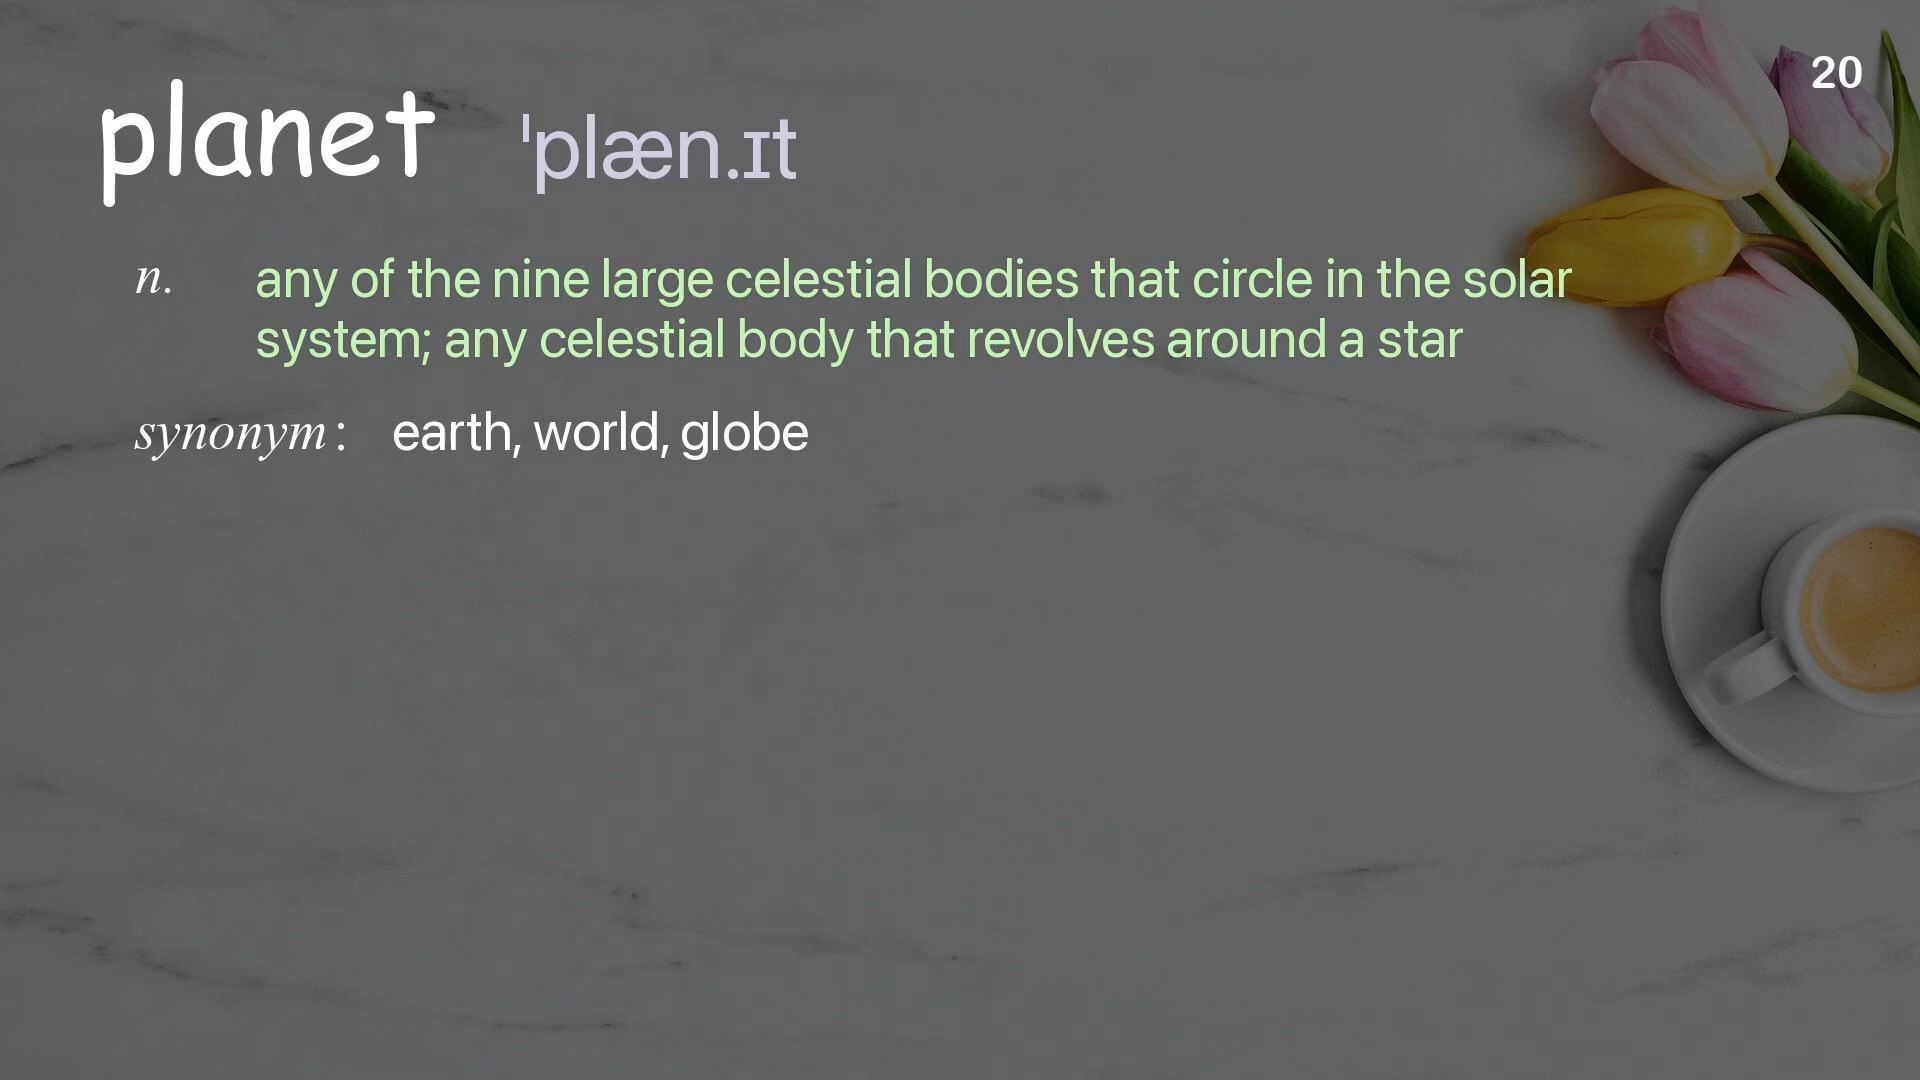 20
planet ˈplæn.ɪt
n. any of the nine large celestial bodies that circle in the solar
system; any celestial body that revolves around a star
synonym: earth, world, globe